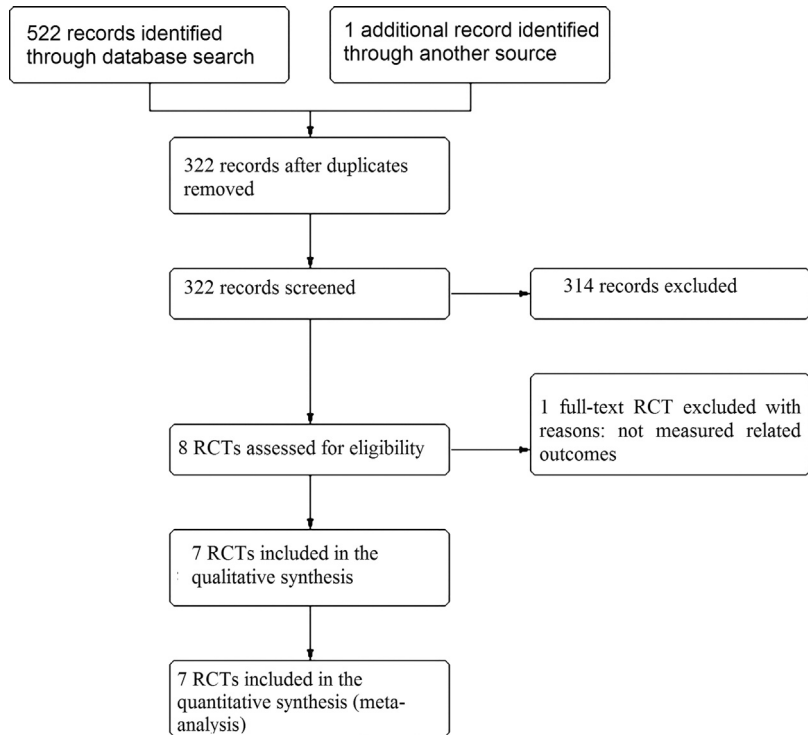 522 records identified
through database search
1 additional record identified
through another source
322 records after duplicates
removed
322 records screened
314 records excluded
8 RCTs assessed for eligibility
1 full-text RCT excluded with
reasons: not measured related
outcomes
7 RCTs included in the
: qualitative synthesis
7 RCTs included in the
quantitative synthesis (meta-
analysis)